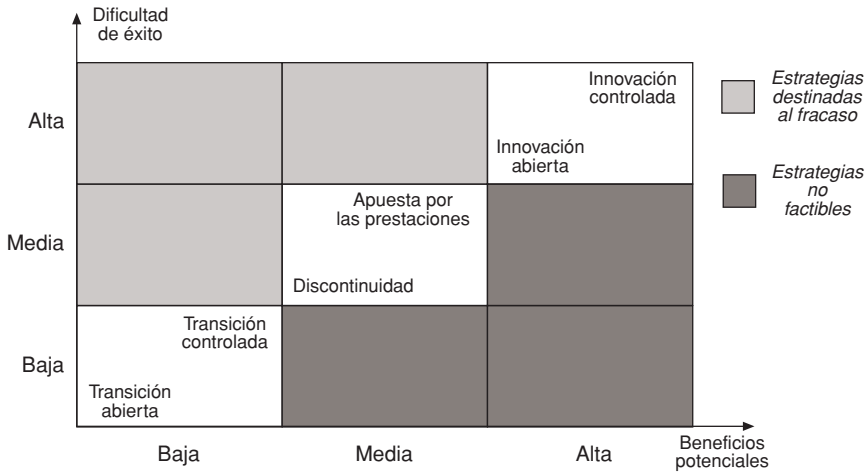 Dificultad
de éxito
Alta
Innovación
controlada
Innovación
abierta
Estrategias
destinadas
al fracaso
Media
Apuesta por
las prestaciones
Discontinuidad
Estrategias
no
factibles
Baja
Transición
controlada
Transición
abierta
Baja
Media
Alta
Beneficios
potenciales